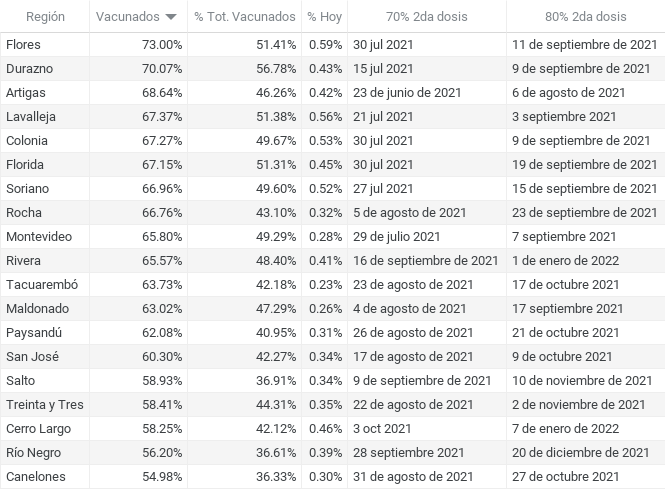 Región Vacunados % Tot. Vacunados % Hoy 70% 2da dosis 80% 2da dosis
Flores 73.00% 51.41% 0.59% 30 jul 2021 11 de septiembre de 2021
Durazno 70.07% 56.78% 0.43% 15 jul 2021 9 de septiembre de 2021
Artigas 68.64% 46.26% 0.42% 23 de junio de 2021 6 de agosto de 2021
Lavalleja 67.37% 51.38% 0.56% 21 jul 2021 3 septiembre 2021
Colonia 67.27% 49.67% 0.53% 30 jul 2021 9 de septiembre de 2021
Florida 67.15% 51.31% 0.45% 30 jul 2021 19 de septiembre de 2021
Soriano 66.96% 49.60% 0.52% 27 jul 2021 15 de septiembre de 2021
Rocha 66.76% 43.10% 0.32% 5 de agosto de 2021 23 de septiembre de 2021
Montevideo 65.80% 49.29% 0.28% 29 de julio 2021 7 septiembre 2021
Rivera 65.57% 48.40% 0.41% 16 de septiembre de 2021 1 de enero de 2022
Tacuarembó 63.73% 42.18% 0.23% 23 de agosto de 2021 17 de octubre de 2021
Maldonado 63.02% 47.29% 0.26% 4 de agosto de 2021 17 septiembre 2021
Paysandú 62.08% 40.95% 0.31% 26 de agosto de 2021 21 de octubre de 2021
San José 60.30% 42.27% 0.34% 17 de agosto de 2021 9 de octubre de 2021
Salto 58.93% 36.91% 0.34% 9 de septiembre de 2021 10 de noviembre de 2021
Treinta y Tres 58.41% 44.31% 0.35% 22 de agosto de 2021 2 de noviembre de 2021
Cerro Largo 58.25% 42.12% 0.46% 3 oct 2021 7 de enero de 2022
Río Negro 56.20% 36.61% 0.39% 28 septiembre 2021 20 de diciembre de 2021
Canelones 54.98% 36.33% 0.30% 31 de agosto de 2021 27 de octubre de 2021